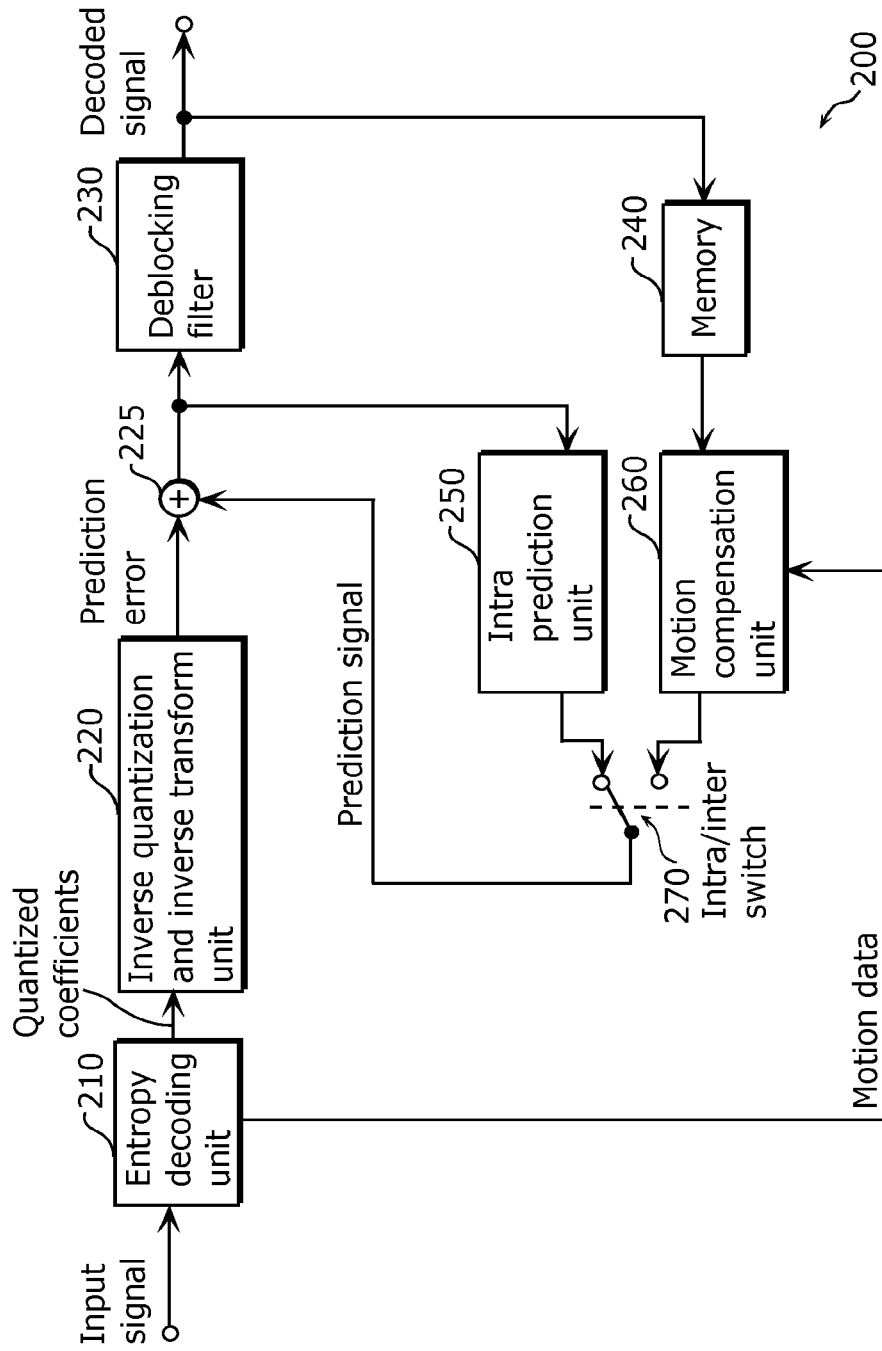 Input
signal
210
Entropy
decoding
unit
Quantized
coefficients
220
Inverse quantization
and inverse transform
unit
Prediction
error
225
+
230
Deblocking
filter
Decoded
signal
Prediction signal
250
Intra
prediction
unit
240
Memory
260
Motion
compensation
unit
270
Intra/inter
switch
Motion data
200